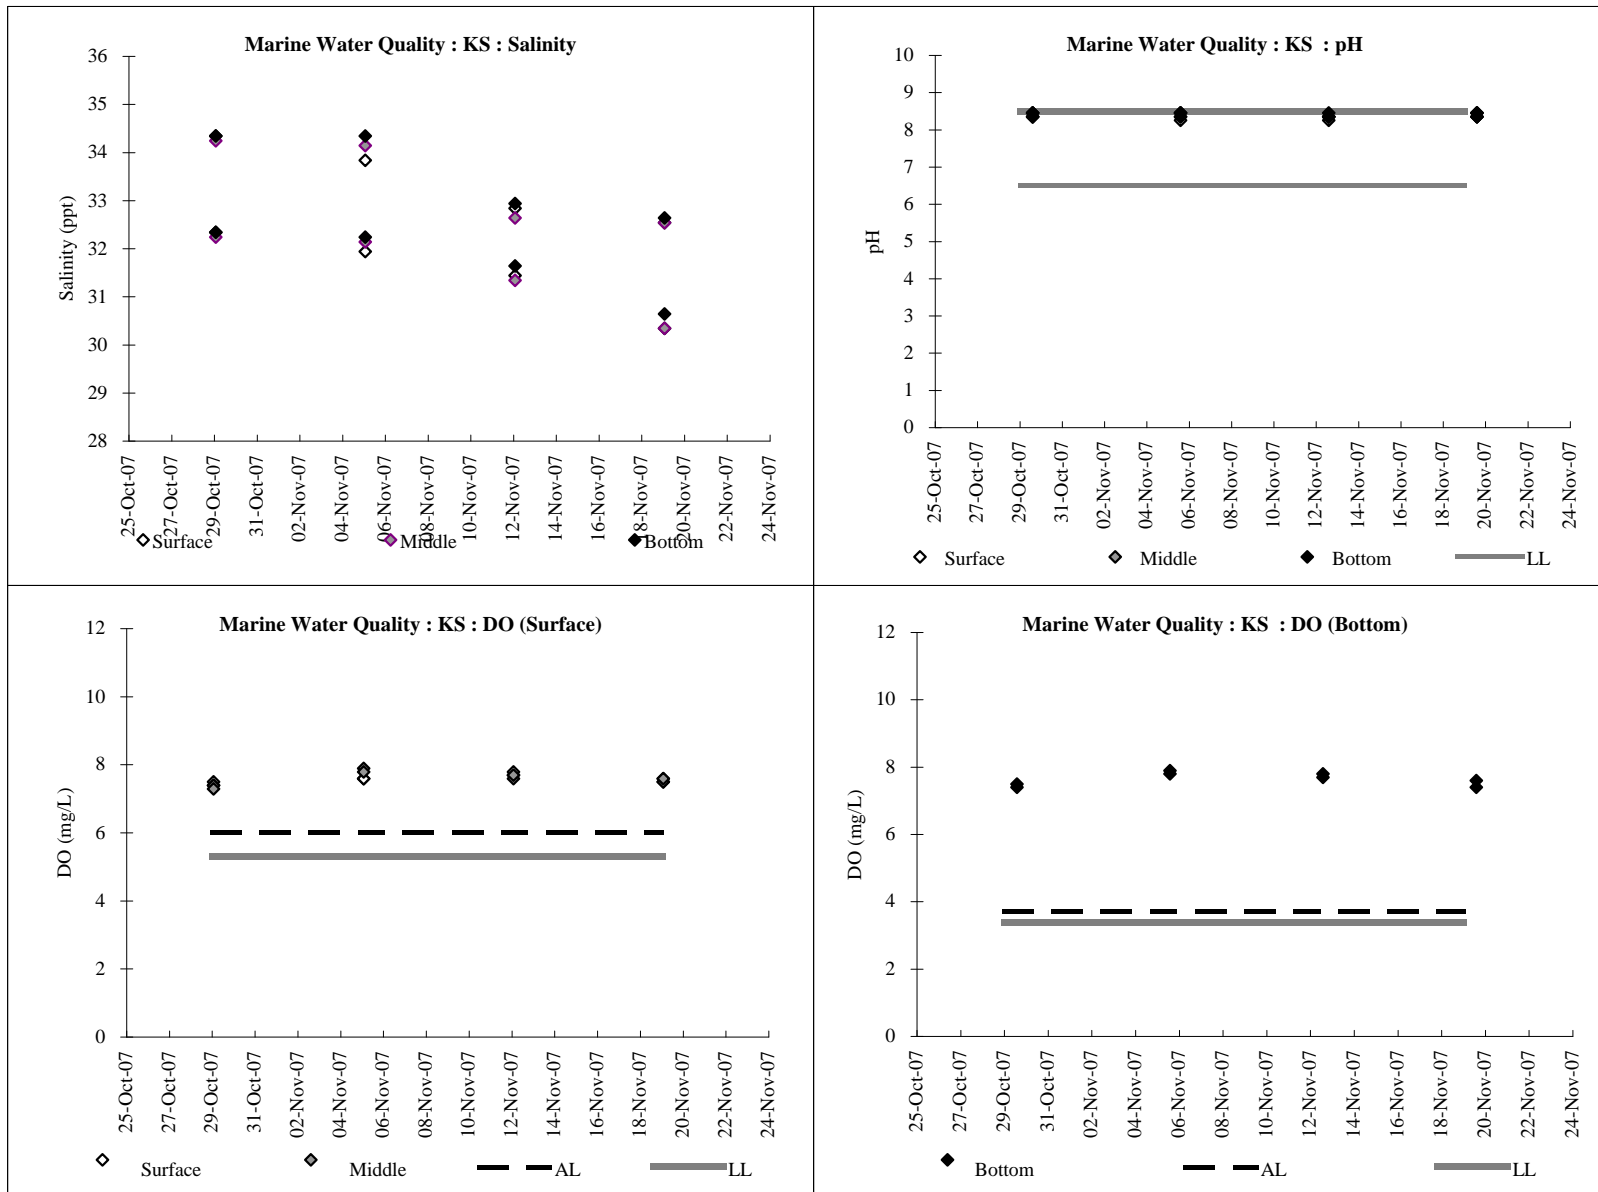 Marine Water Quality : KS : Salinity
36
35
34
33
32
31
30
29
28
Salinity (ppt)
25-Oct-07
27-Oct-07
29-Oct-07
31-Oct-07
02-Nov-07
04-Nov-07
06-Nov-07
08-Nov-07
10-Nov-07
12-Nov-07
14-Nov-07
16-Nov-07
18-Nov-07
20-Nov-07
22-Nov-07
24-Nov-07
Surface Middle Bottom
Marine Water Quality : KS : pH
10
9
8
7
6
5
4
3
2
1
0
pH
25-Oct-07
27-Oct-07
29-Oct-07
31-Oct-07
02-Nov-07
04-Nov-07
06-Nov-07
08-Nov-07
10-Nov-07
12-Nov-07
14-Nov-07
16-Nov-07
18-Nov-07
20-Nov-07
22-Nov-07
24-Nov-07
Surface Middle Bottom LL
Marine Water Quality : KS : DO (Surface)
12
10
8
6
4
2
0
DO (mg/L)
25-Oct-07
27-Oct-07
29-Oct-07
31-Oct-07
02-Nov-07
04-Nov-07
06-Nov-07
08-Nov-07
10-Nov-07
12-Nov-07
14-Nov-07
16-Nov-07
18-Nov-07
20-Nov-07
22-Nov-07
24-Nov-07
Surface Middle AL LL
Marine Water Quality : KS : DO (Bottom)
12
10
8
6
4
2
0
DO (mg/L)
25-Oct-07
27-Oct-07
29-Oct-07
31-Oct-07
02-Nov-07
04-Nov-07
06-Nov-07
08-Nov-07
10-Nov-07
12-Nov-07
14-Nov-07
16-Nov-07
18-Nov-07
20-Nov-07
22-Nov-07
24-Nov-07
Bottom AL LL